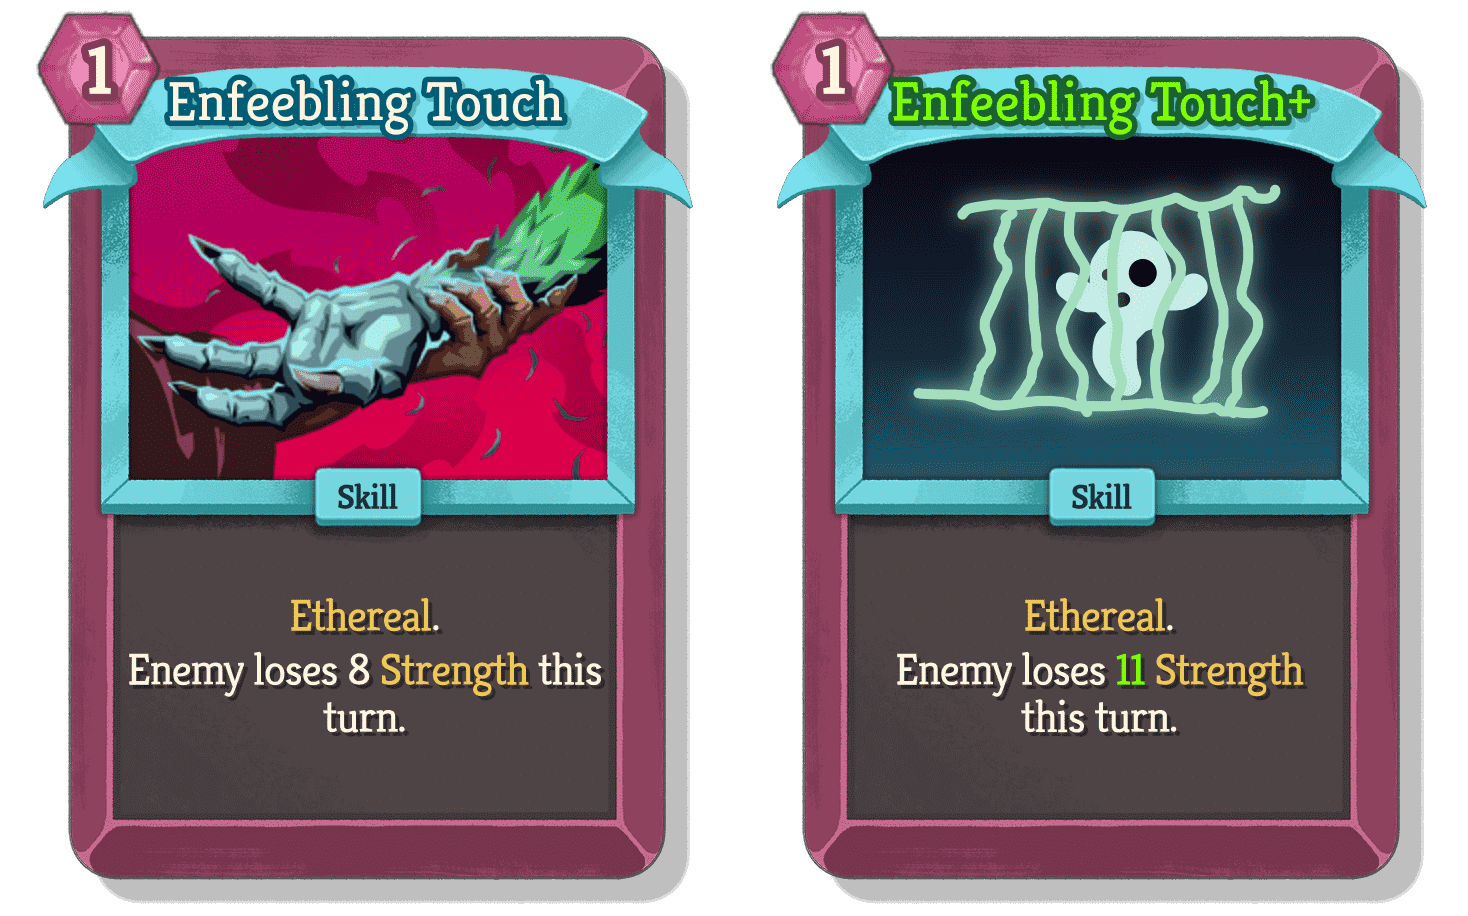 1
Enfeebling Touch
Skill
Ethereal.
Enemy loses 8 Strength this
turn.
1
Enfeebling Touch+
Skill
Ethereal.
Enemy loses 11 Strength
this turn.